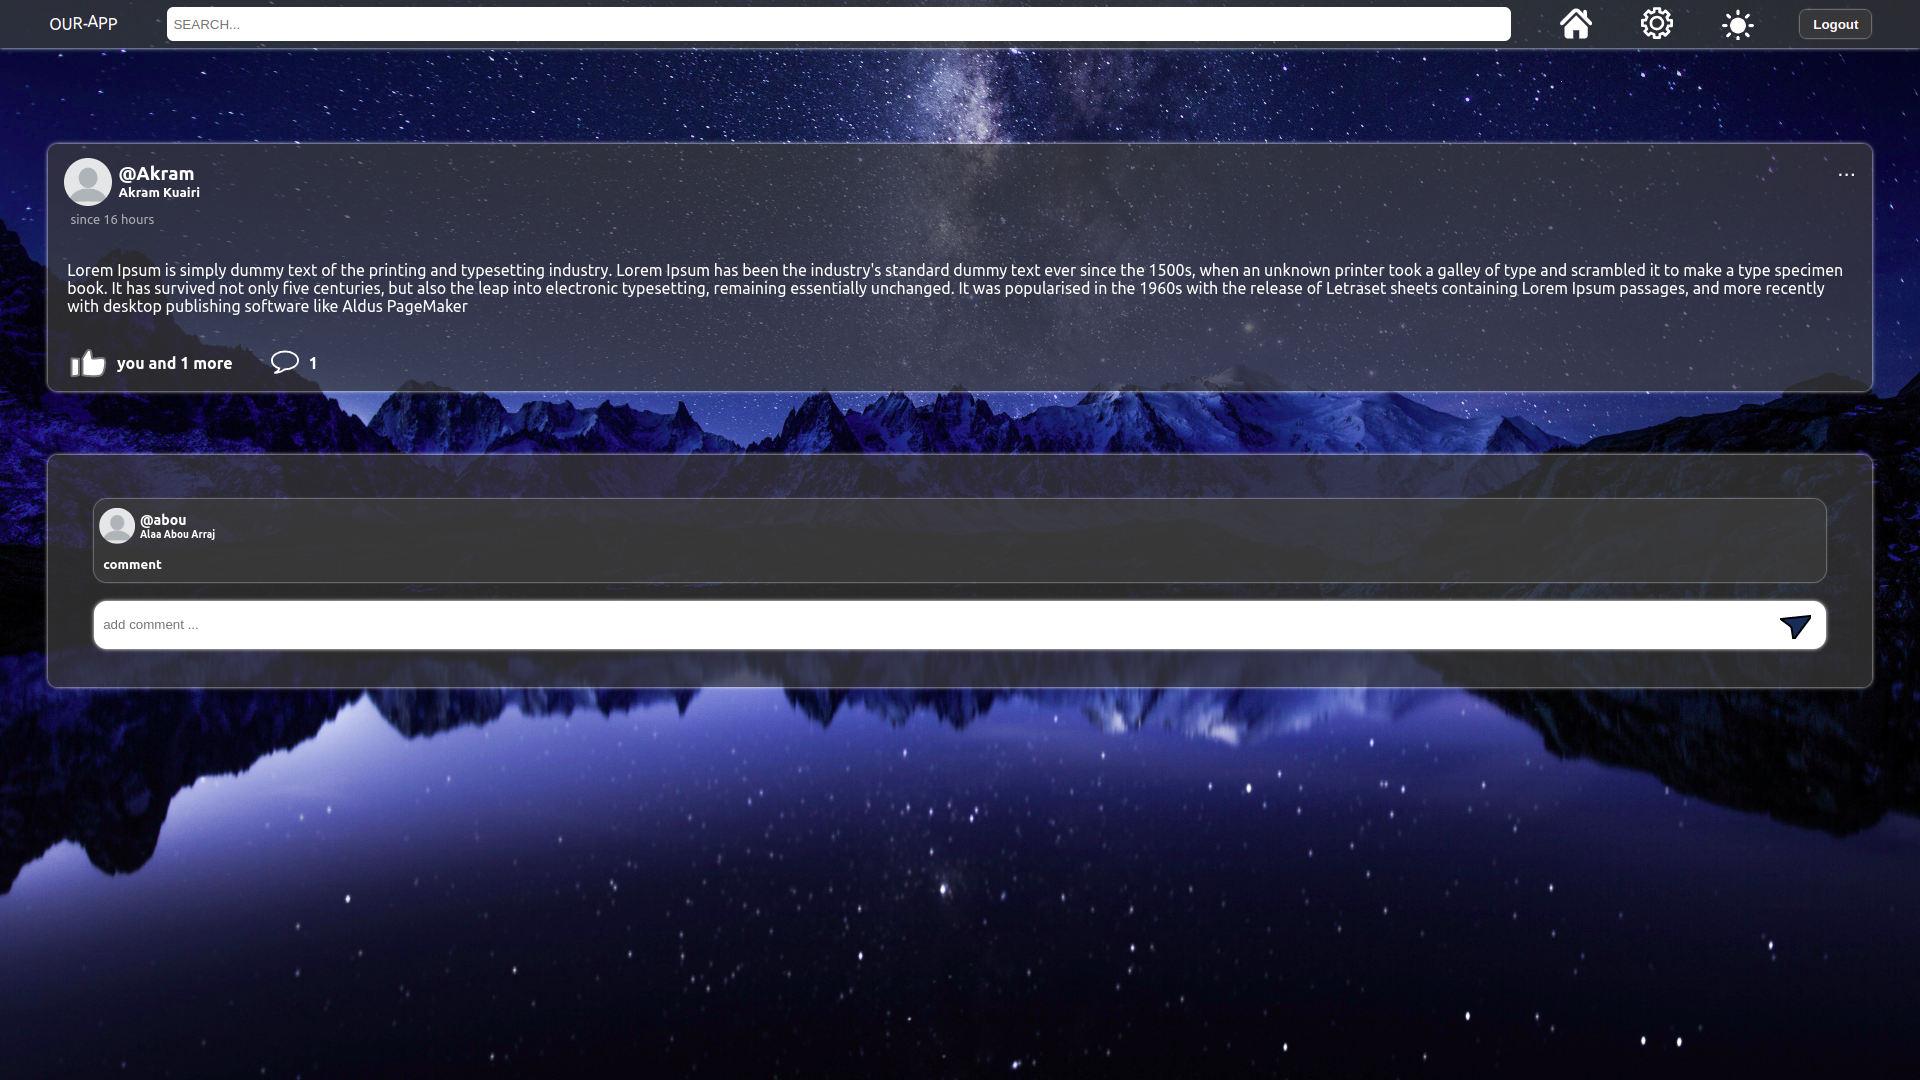 OUR-APP
SEARCH...
Logout
@Akram
Akram Kuairi
...
since 16 hours
Lorem Ipsum is simply dummy text of the printing and typesetting industry. Lorem Ipsum has been the industry's standard dummy text ever since the 1500s, when an unknown printer took a galley of type and scrambled it to make a type specimen
book. It has survived not only five centuries, but also the leap into electronic typesetting, remaining essentially unchanged. It was popularised in the 1960s with the release of Letraset sheets containing Lorem Ipsum passages, and more recently
with desktop publishing software like Aldus PageMaker
you and 1 more
1
@abou
Alaa Abou Arraj
comment
add comment ...